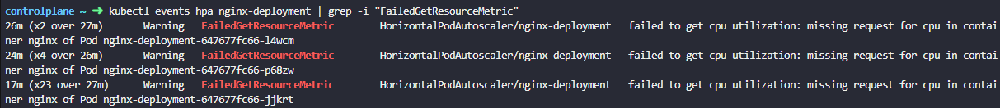 controlplane ~ ➜ kubectl events hpa nginx-deployment | grep -i "FailedGetResourceMetric"
26m (x2 over 27m) Warning FailedGetResourceMetric HorizontalPodAutoscaler/nginx-deployment failed to get cpu utilization: missing request for cpu in contai
ner nginx of Pod nginx-deployment-647677fc66-l4wcm
24m (x4 over 26m) Warning FailedGetResourceMetric HorizontalPodAutoscaler/nginx-deployment failed to get cpu utilization: missing request for cpu in contai
ner nginx of Pod nginx-deployment-647677fc66-p68zw
17m (x23 over 27m) Warning FailedGetResourceMetric HorizontalPodAutoscaler/nginx-deployment failed to get cpu utilization: missing request for cpu in contai
ner nginx of Pod nginx-deployment-647677fc66-jjkrt